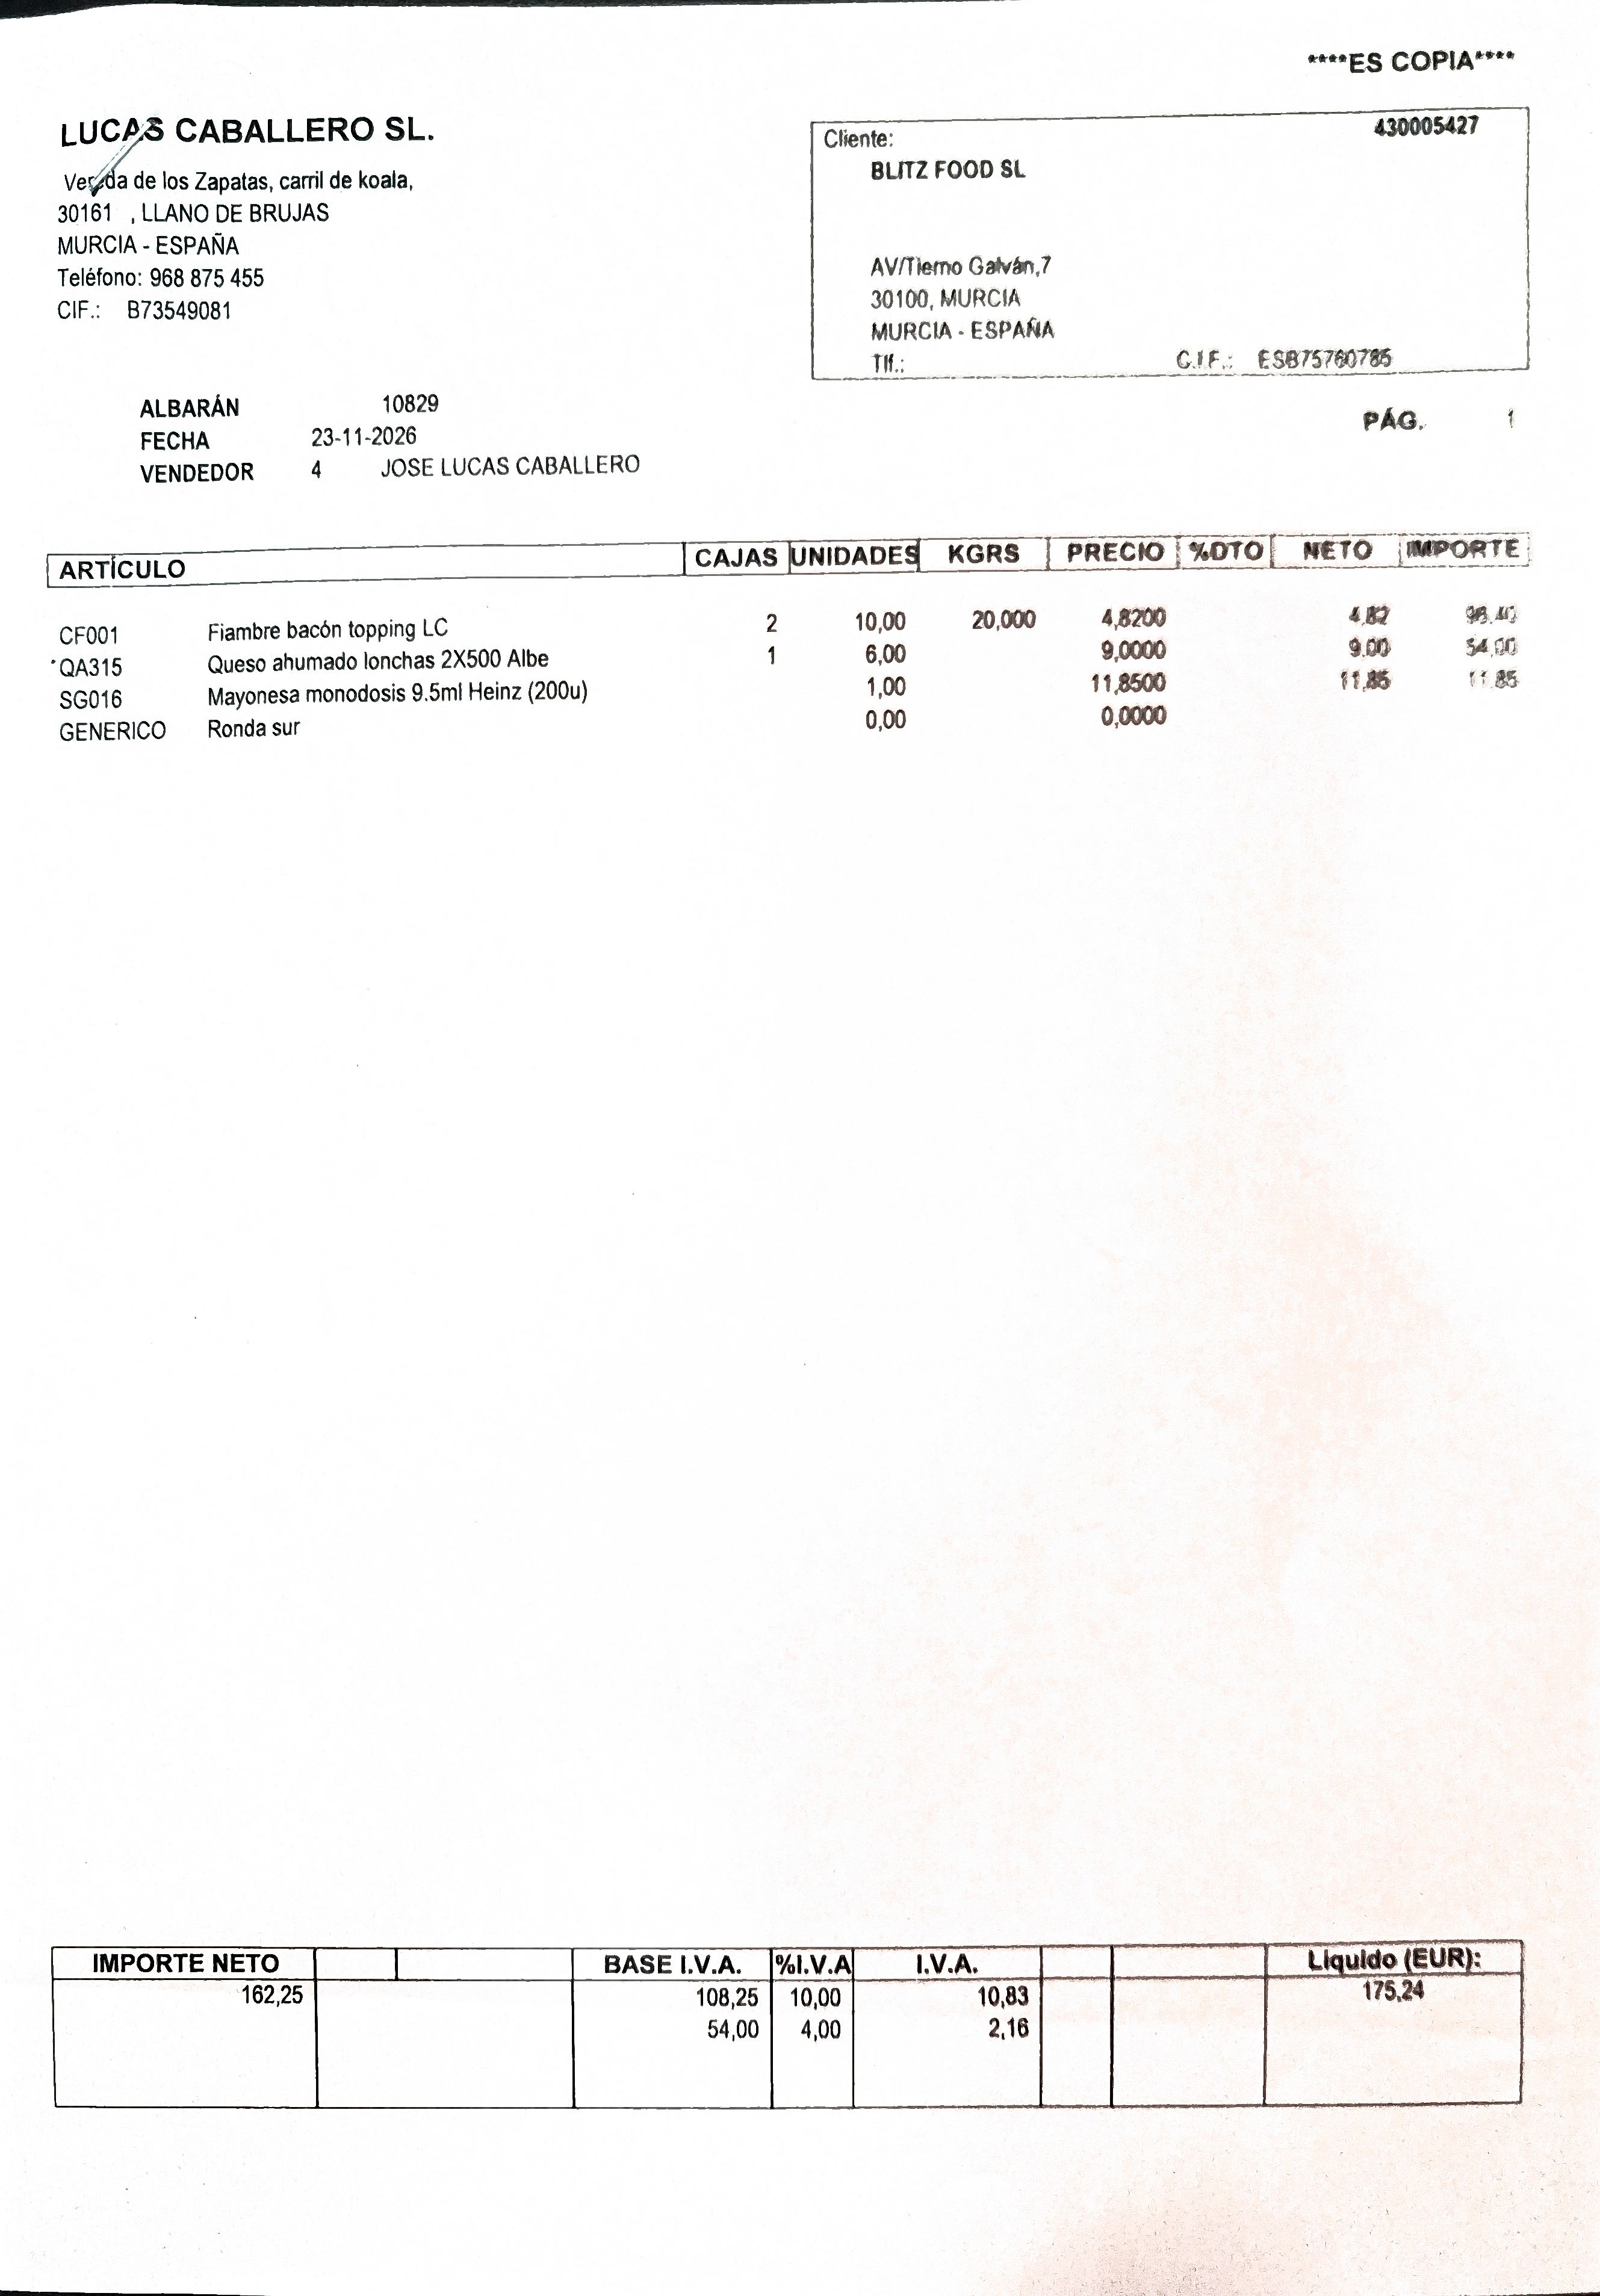 ****ES COPIA****
LUCAS CABALLERO SL.
Vereda de los Zapatas, carril de koala,
30161 , LLANO DE BRUJAS
MURCIA - ESPAÑA
Teléfono: 968 875 455
CIF.: B73549081
Cliente: 430005427
BLITZ FOOD SL
AV/Tierno Galván,7
30100, MURCIA
MURCIA - ESPAÑA
Tlf.: C.I.F.: ESB75760785
ALBARÁN 10829
FECHA 23-11-2026
VENDEDOR 4 JOSE LUCAS CABALLERO
PÁG. 1
ARTÍCULO CAJAS UNIDADES KGRS PRECIO %DTO NETO IMPORTE
CF001 Fiambre bacón topping LC 2 10,00 20,000 4,8200 4,82 96,40
QA315 Queso ahumado lonchas 2X500 Albe 1 6,00 9,0000 9,00 54,00
SG016 Mayonesa monodosis 9.5ml Heinz (200u) 1,00 11,8500 11,85 11,85
GENERICO Ronda sur 0,00 0,0000
IMPORTE NETO BASE I.V.A. %I.V.A I.V.A. Liquido (EUR):
162,25 108,25 10,00 10,83 175,24
54,00 4,00 2,16